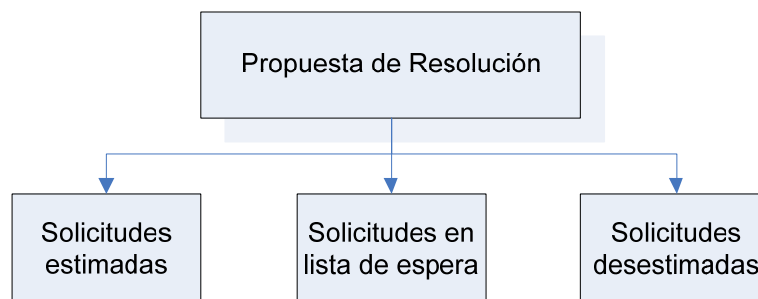 Propuesta de Resolución
Solicitudes
estimadas
Solicitudes en
lista de espera
Solicitudes
desestimadas